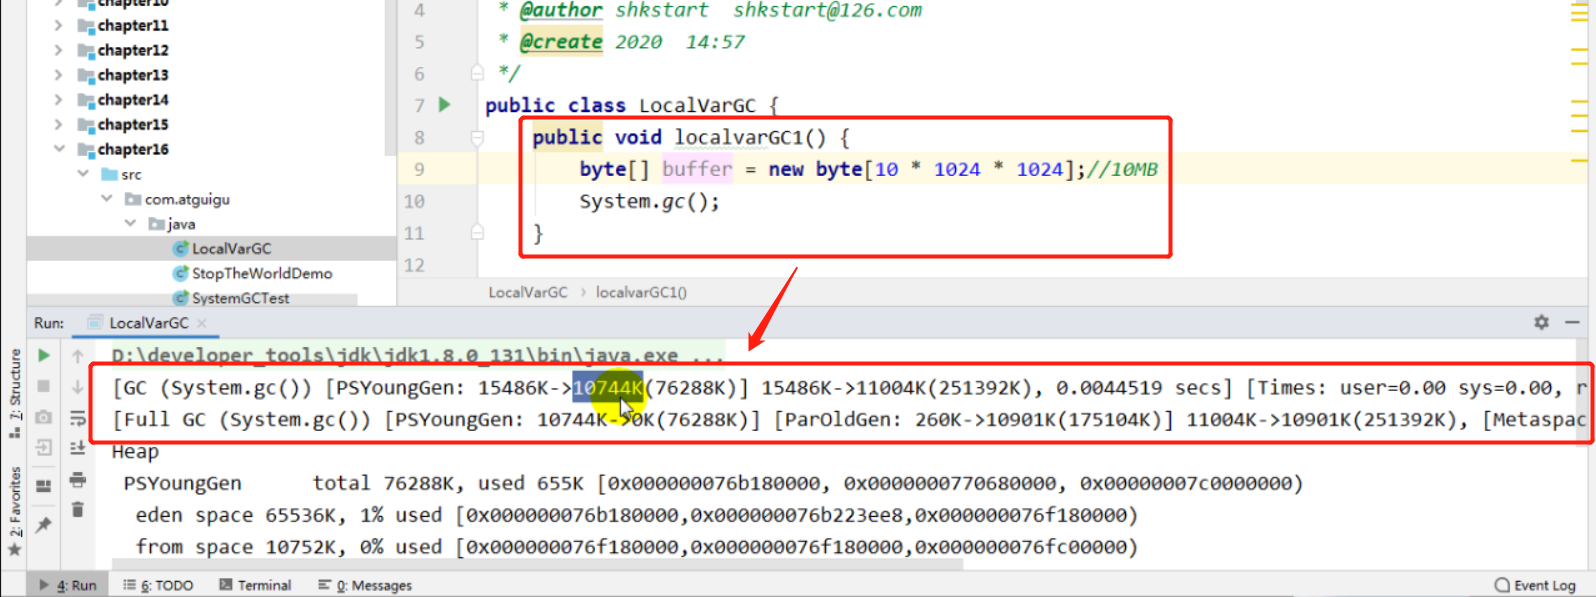 chapter10
chapter11
chapter12
chapter13
chapter14
chapter15
chapter16
src
com.atguigu
java
LocalVarGC
StopTheWorldDemo
SystemGCTest
4 * @author shkstart shkstart@126.com
5 * @create 2020 14:57
6 */
7 public class LocalVarGC {
8 public void localvarGC1() {
9 byte[] buffer = new byte[10 * 1024 * 1024];//10MB
10 System.gc();
11 }
12
LocalVarGC › localvarGC1()
Run: LocalVarGC ×
D:\developer_tools\jdk\jdk1.8.0_131\bin\java.exe ...
[GC (System.gc()) [PSYoungGen: 15486K->10744K(76288K)] 15486K->11004K(251392K), 0.0044519 secs] [Times: user=0.00 sys=0.00, r
[Full GC (System.gc()) [PSYoungGen: 10744K->0K(76288K)] [ParOldGen: 260K->10901K(175104K)] 11004K->10901K(251392K), [Metaspac
Heap
PSYoungGen total 76288K, used 655K [0x000000076b180000, 0x0000000770680000, 0x00000007c0000000)
eden space 65536K, 1% used [0x000000076b180000,0x000000076b223ee8,0x000000076f180000)
from space 10752K, 0% used [0x000000076f180000,0x000000076f180000,0x000000076fc00000)
7: Structure
2: Favorites
4: Run 6: TODO Terminal 0: Messages Event Log